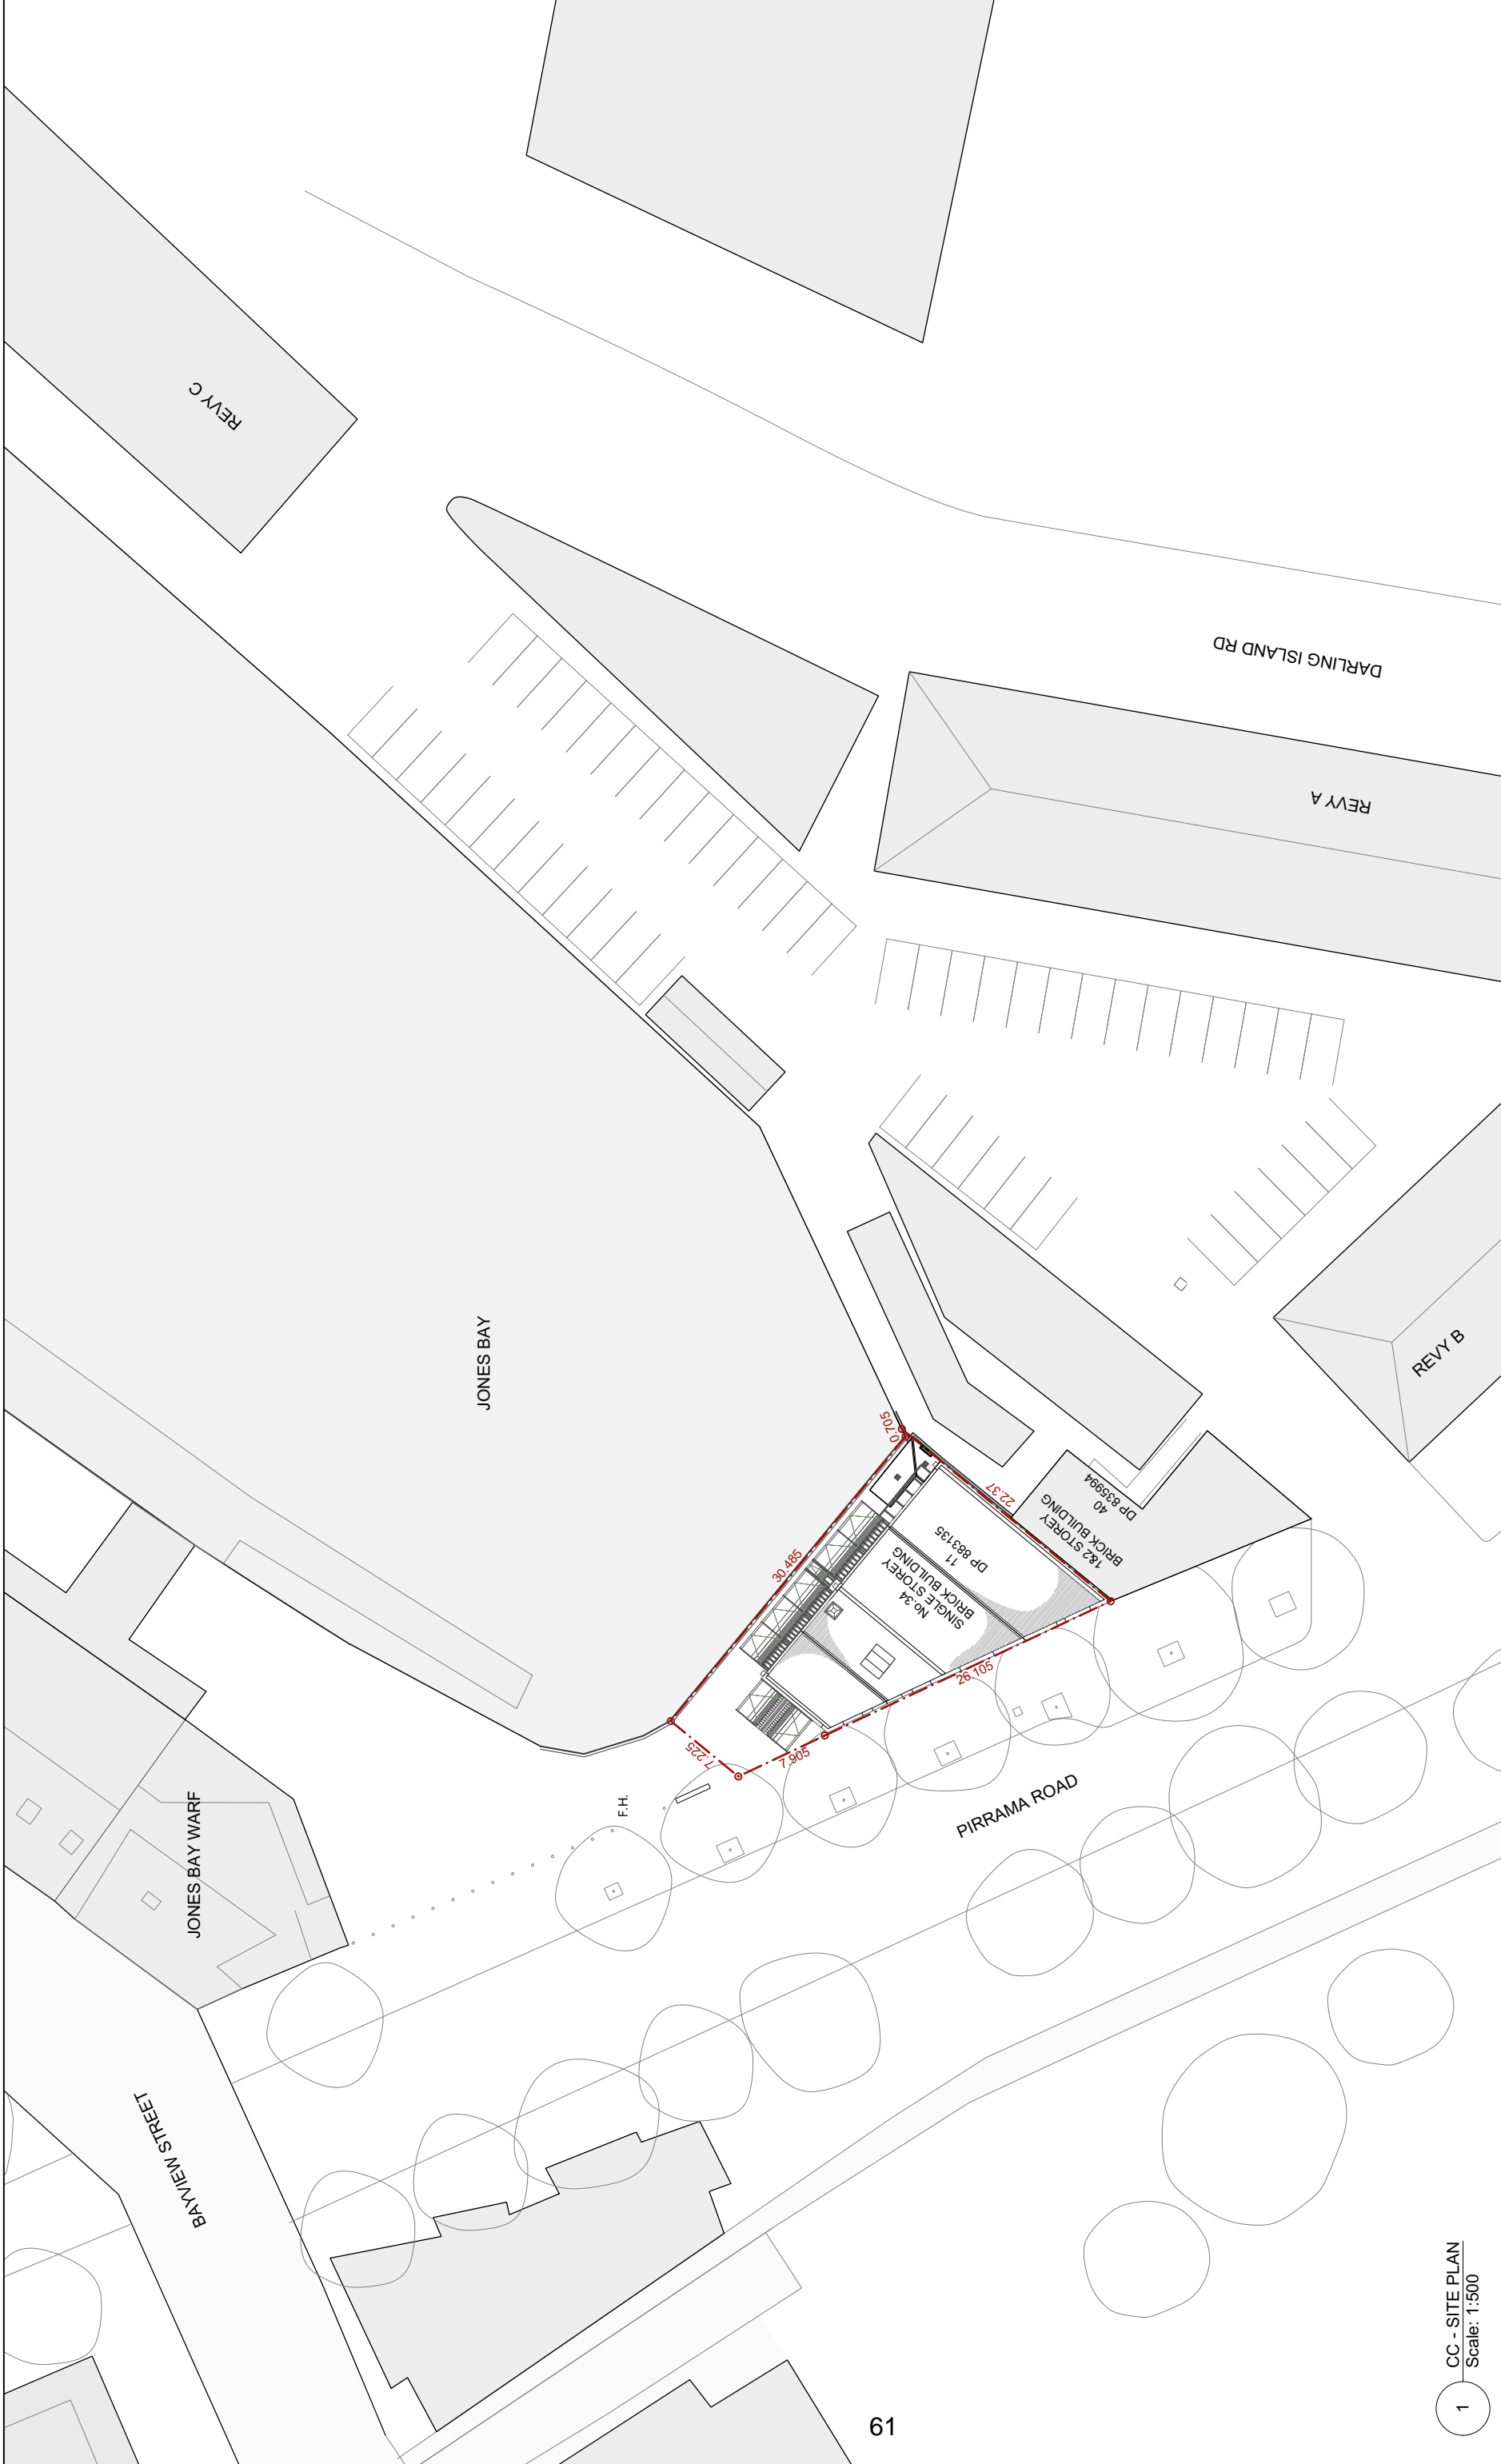 REVY C
DARLING ISLAND RD
REVY A
REVY B
JONES BAY
0.705
22.37
30.485
26.105
7.905
7.225
1&2 STOREY
BRICK BUILDING
40
DP 835994
No.34
SINGLE STOREY
BRICK BUILDING
11
DP 883135
F.H.
PIRRAMA ROAD
JONES BAY WARF
BAYVIEW STREET
61
1
CC - SITE PLAN
Scale: 1:500